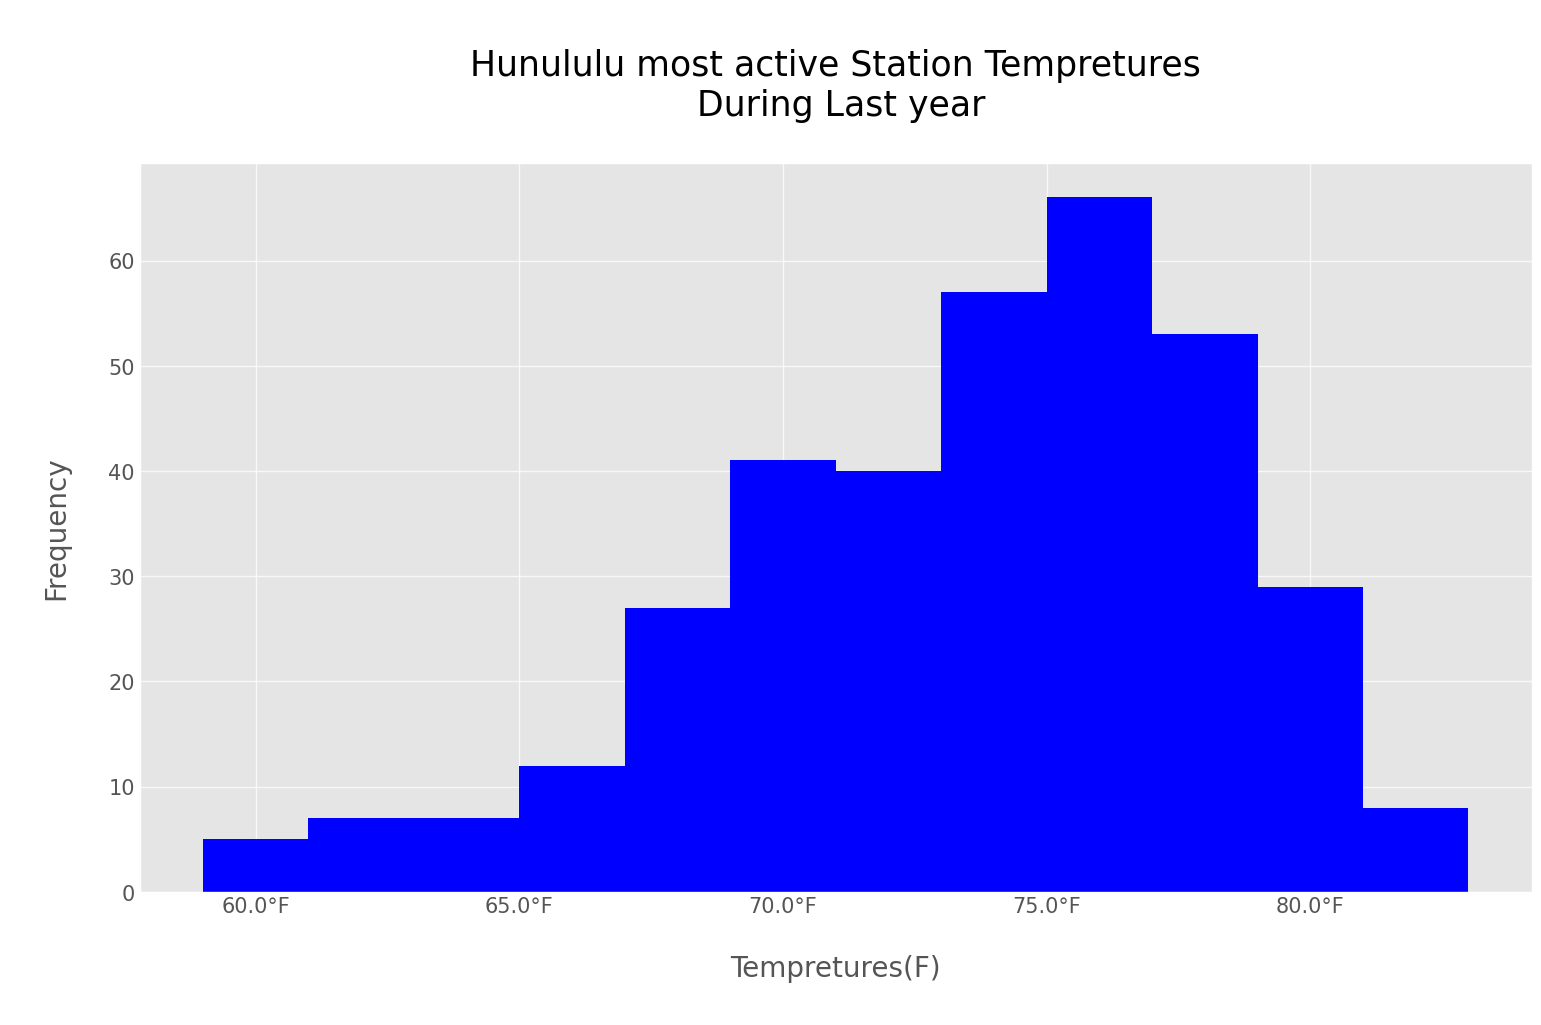 Hunululu most active Station Tempretures
During Last year
Frequency
60
50
40
30
20
10
0
60.0°F 65.0°F 70.0°F 75.0°F 80.0°F
Tempretures(F)